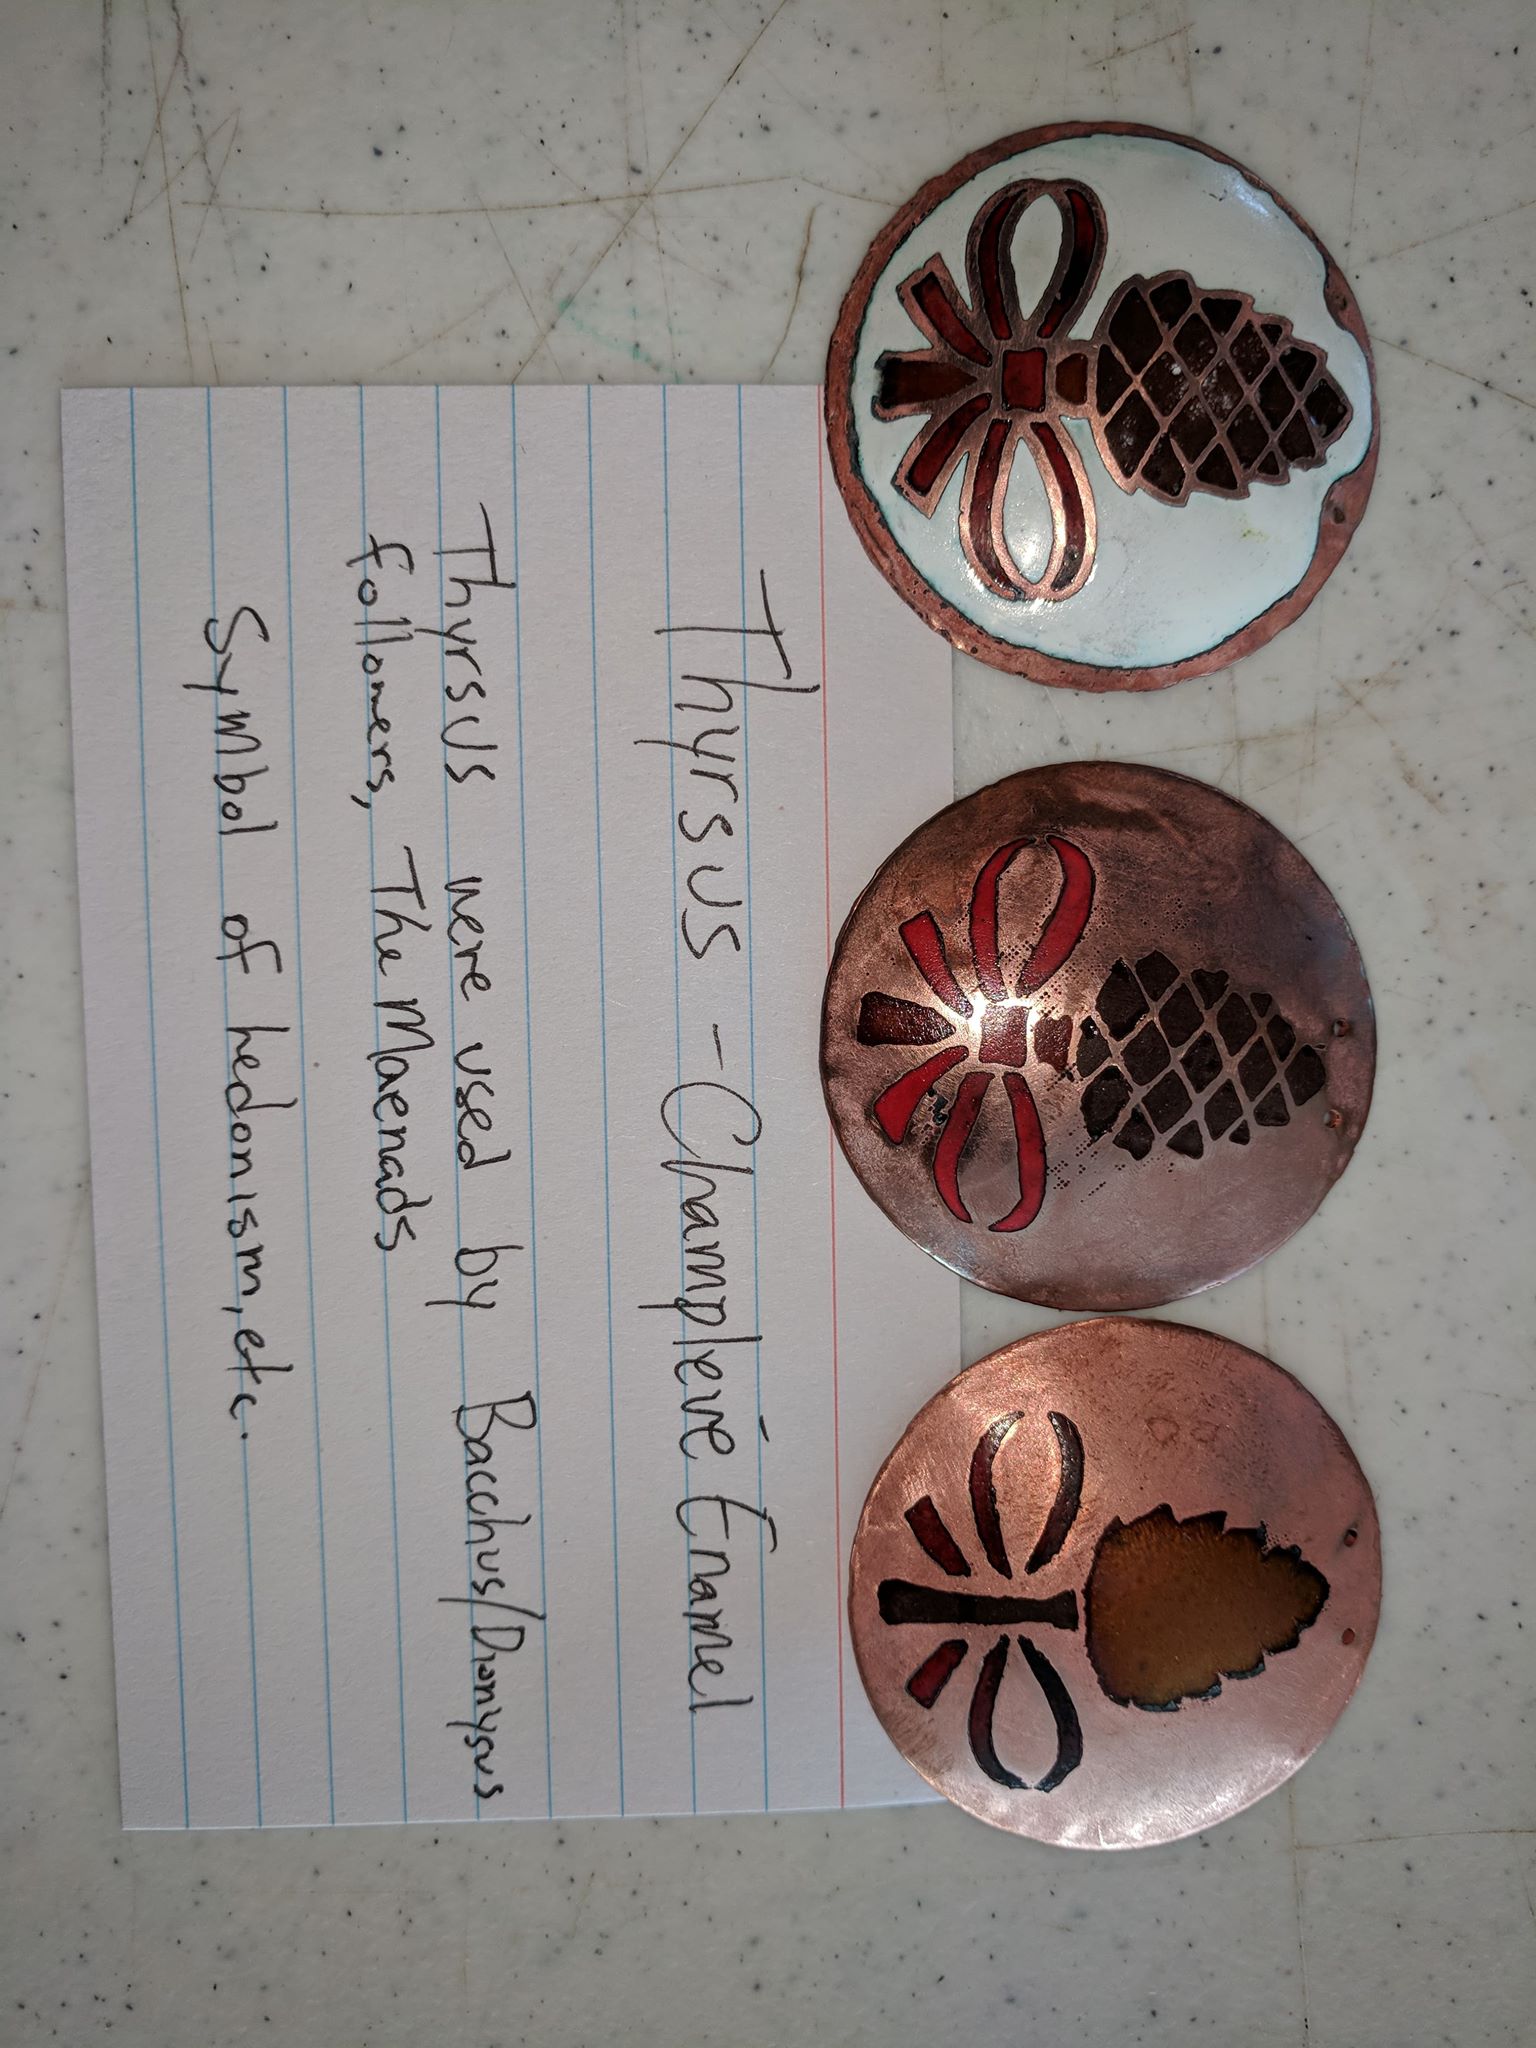 Thyrsus - Champlevé Enamel
Thyrsus were used by Bacchus/Dionysus
followers, The Maenads
Symbol of hedonism, etc.